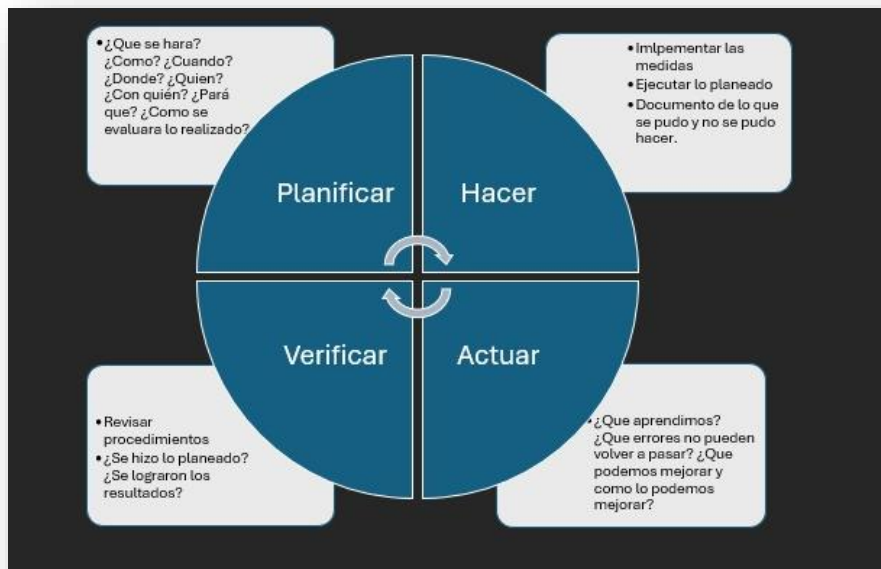 •¿Que se hara?
¿Como? ¿Cuando?
¿Donde? ¿Quien?
¿Con quién? ¿Pará
que? ¿Como se
evaluara lo realizado?
Planificar
• Imlpementar las
medidas
• Ejecutar lo planeado
• Documento de lo que
se pudo y no se pudo
hacer.
Hacer
• Revisar
procedimientos
• ¿Se hizo lo planeado?
¿Se lograron los
resultados?
Verificar
•¿Que aprendimos?
¿Que errores no pueden
volver a pasar? ¿Que
podemos mejorar y
como lo podemos
mejorar?
Actuar